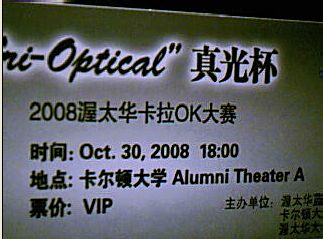 ri-Optical" 真光杯
2008渥太华卡拉OK大赛
时间: Oct. 30, 2008 18:00
地点: 卡尔顿大学 Alumni Theater A
票价: VIP
主办单位: 渥太华
卡尔顿大
渥太华大